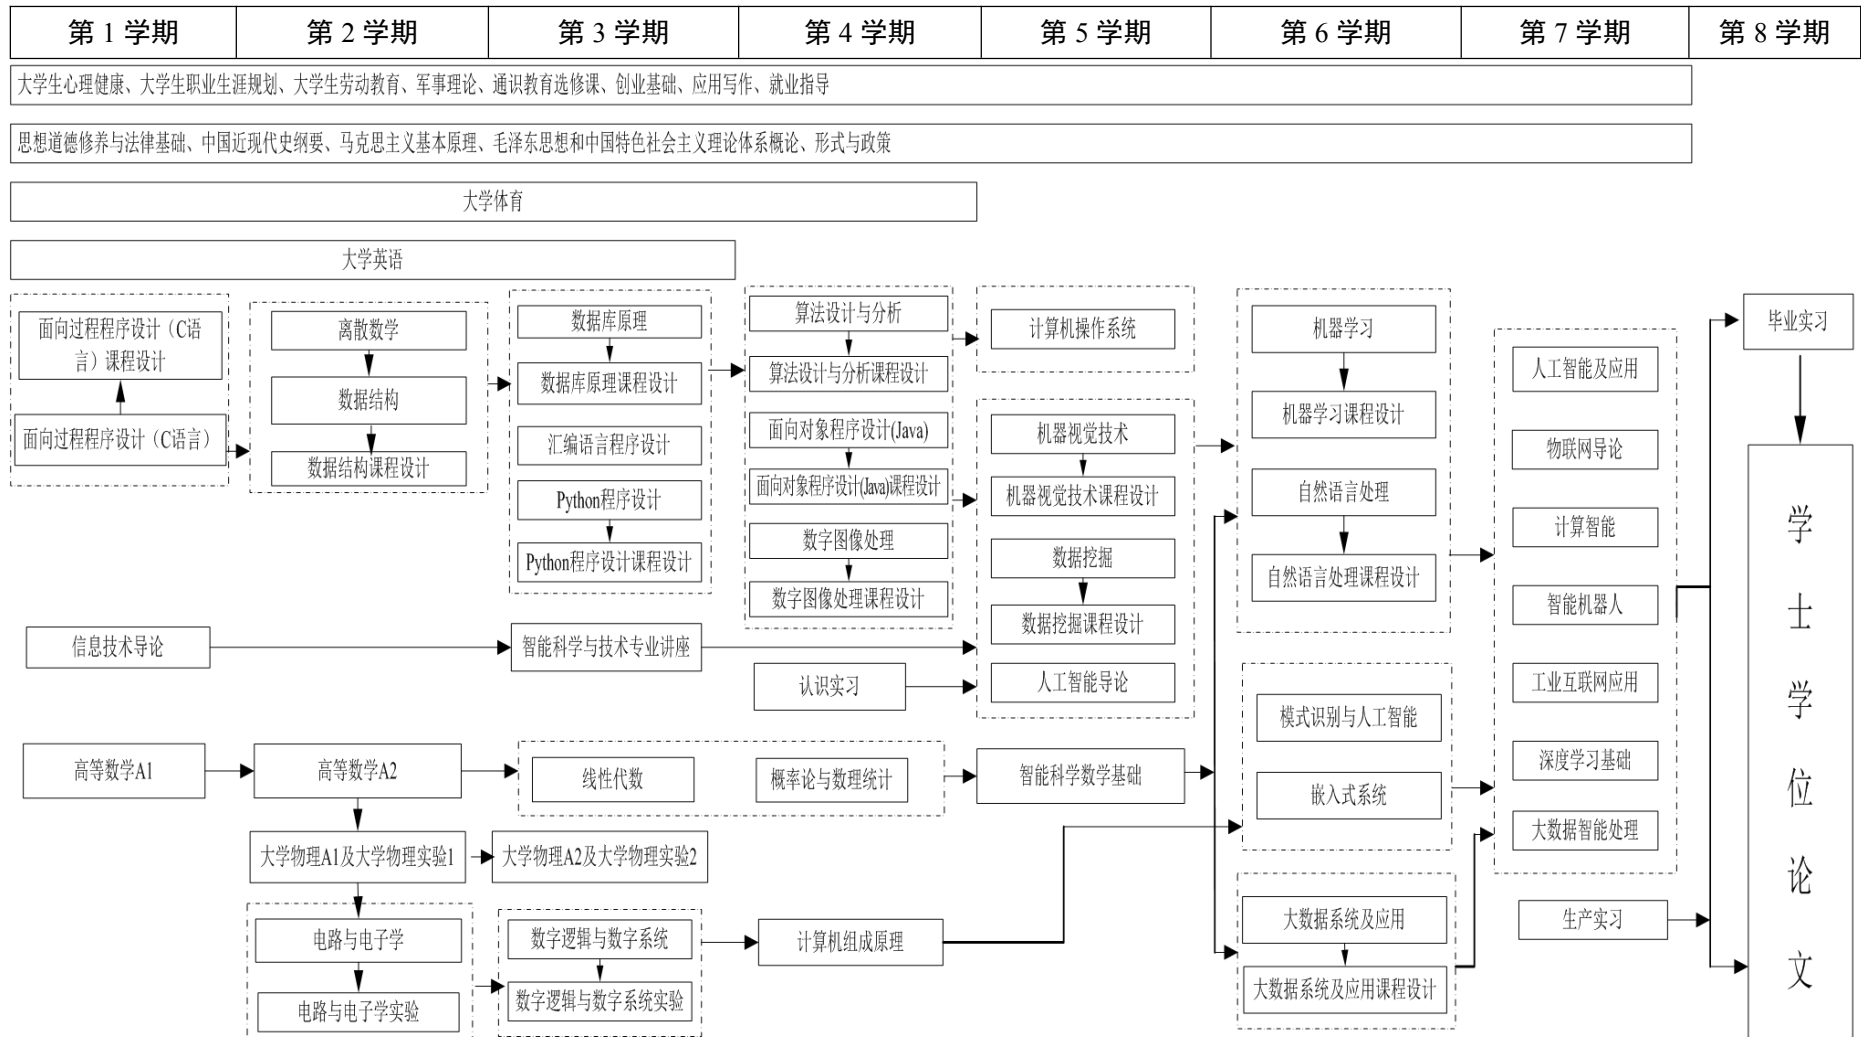 第 1 学期
第 2 学期
第 3 学期
第 4 学期
第 5 学期
第 6 学期
第 7 学期
第 8 学期
大学生心理健康、大学生职业生涯规划、大学生劳动教育、军事理论、通识教育选修课、创业基础、应用写作、就业指导
思想道德修养与法律基础、中国近现代史纲要、马克思主义基本原理、毛泽东思想和中国特色社会主义理论体系概论、形式与政策
大学体育
大学英语
面向过程程序设计（C语
言）课程设计
面向过程程序设计（C语言）
离散数学
数据结构
数据结构课程设计
数据库原理
数据库原理课程设计
汇编语言程序设计
Python程序设计
Python程序设计课程设计
算法设计与分析
算法设计与分析课程设计
面向对象程序设计(Java)
面向对象程序设计(Java)课程设计
数字图像处理
数字图像处理课程设计
计算机操作系统
机器视觉技术
机器视觉技术课程设计
数据挖掘
数据挖掘课程设计
人工智能导论
机器学习
机器学习课程设计
自然语言处理
自然语言处理课程设计
人工智能及应用
物联网导论
计算智能
智能机器人
工业互联网应用
深度学习基础
大数据智能处理
毕业实习
学
士
学
位
论
文
信息技术导论
智能科学与技术专业讲座
认识实习
模式识别与人工智能
嵌入式系统
高等数学A1
高等数学A2
线性代数
概率论与数理统计
智能科学数学基础
大学物理A1及大学物理实验1
大学物理A2及大学物理实验2
电路与电子学
电路与电子学实验
数字逻辑与数字系统
数字逻辑与数字系统实验
计算机组成原理
大数据系统及应用
大数据系统及应用课程设计
生产实习